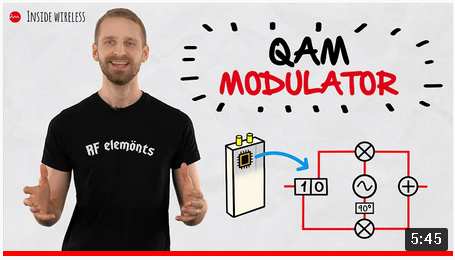 INSIDE WIRELESS
QAM
MODULATOR
RF elemönts
1 0
90°
5:45